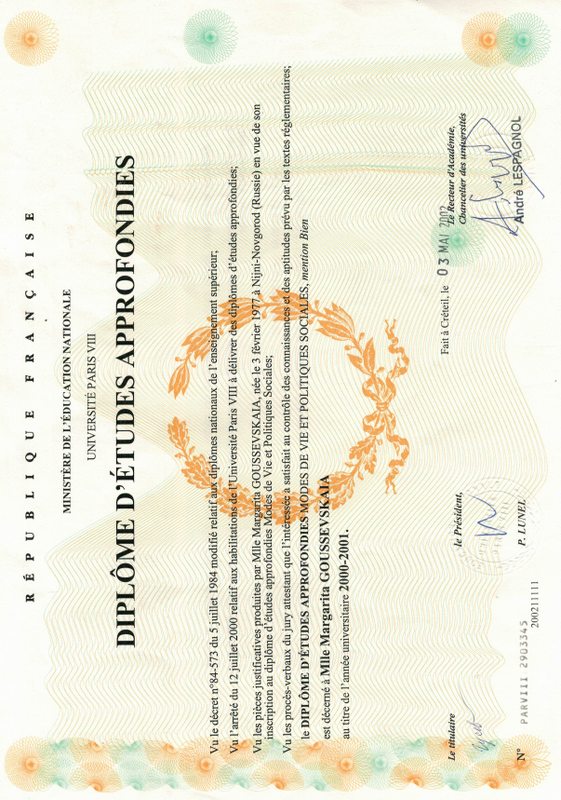 RÉPUBLIQUE FRANÇAISE
MINISTÈRE DE L'ÉDUCATION NATIONALE
UNIVERSITÉ PARIS VIII
DIPLÔME D'ÉTUDES APPROFONDIES
Vu le décret n°84-573 du 5 juillet 1984 modifié relatif aux diplômes nationaux de l'enseignement supérieur;
Vu l'arrêté du 12 juillet 2000 relatif aux habilitations de l'Université Paris VIII à délivrer des diplômes d'études approfondies;
Vu les pièces justificatives produites par Mlle Margarita GOUSSEVSKAIA, née le 3 février 1977 à Nijni-Novgorod (Russie) en vue de son
inscription au diplôme d'études approfondies Modes de Vie et Politiques Sociales;
Vu les procès-verbaux du jury attestant que l'intéressée a satisfait au contrôle des connaissances et des aptitudes prévu par les textes réglementaires;
le DIPLÔME D'ÉTUDES APPROFONDIES MODES DE VIE ET POLITIQUES SOCIALES, mention Bien
est décerné à Mlle Margarita GOUSSEVSKAIA
au titre de l'année universitaire 2000-2001.
Fait à Créteil, le 03 MAI 2002
Le titulaire
le Président,
Le Recteur d'Académie,
Chancelier des universités
P. LUNEL
André LESPAGNOL
N° PARVIII 2903345
200211111